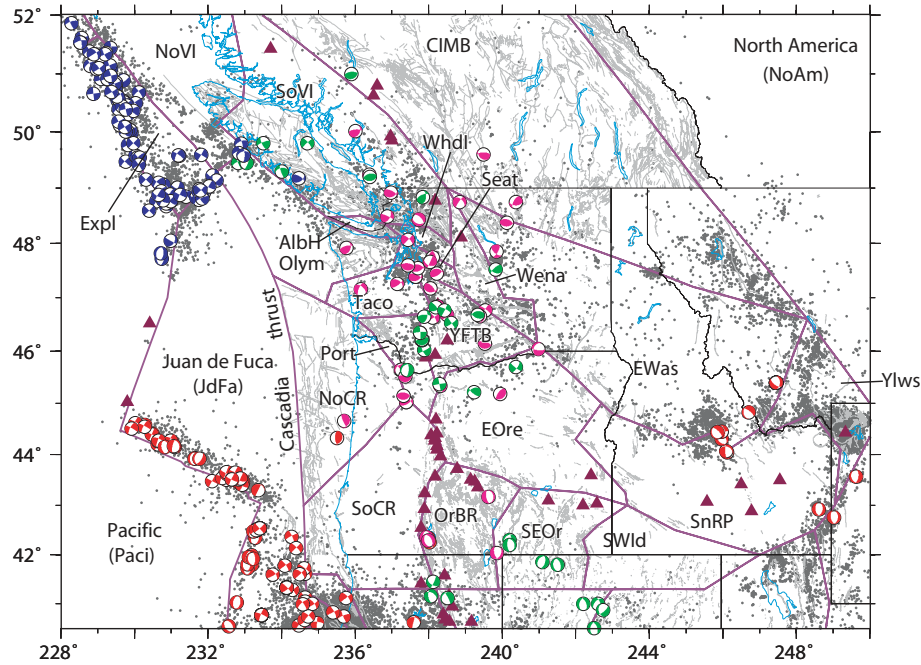 52°
50°
48°
46°
44°
42°
228°
232°
236°
240°
244°
248°
NoVI
CIMB
North America
(NoAm)
SoVI
Whdl
Seat
Expl
AlbH
Olym
Wena
Taco
thrust
YFTB
Juan de Fuca
(JdFa)
Port
EWas
Ylws
NoCR
Cascadia
EOre
SoCR
OrBR
SnRP
Pacific
(Paci)
SEOr
SWId